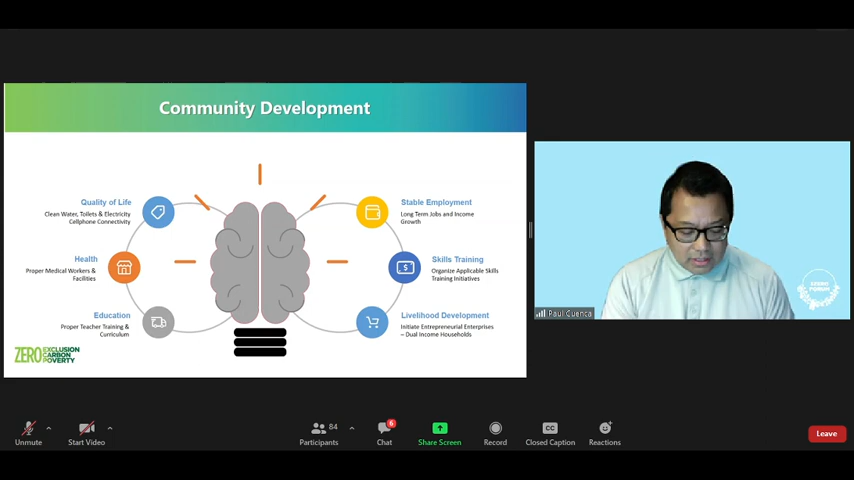 Community Development
Quality of Life
Clean Water, Toilets & Electricity
Cellphone Connectivity
Health
Proper Medical Workers &
Facilities
Education
Proper Teacher Training &
Curriculum
Stable Employment
Long Term Jobs and Income
Growth
Skills Training
Organize Applicable Skills
Training Initiatives
Livelihood Development
Initiate Entrepreneurial Enterprises
– Dual Income Households
$
ZERO EXCLUSION
CARBON
POVERTY
Paul Cuenca
FORUM
Unmute
Start Video
84
Participants
6
Chat
Share Screen
Record
CC
Closed Caption
Reactions
Leave